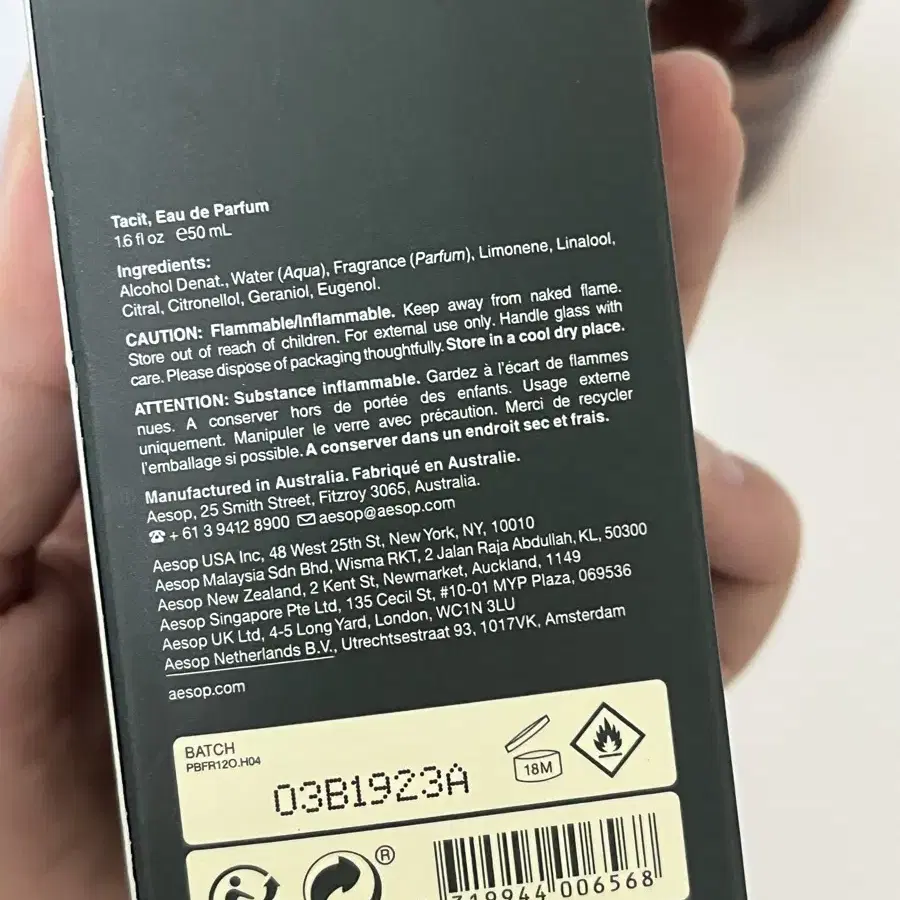 Tacit, Eau de Parfum
1.6 fl oz ℮50 mL
Ingredients:
Alcohol Denat., Water (Aqua), Fragrance (Parfum), Limonene, Linalool,
Citral, Citronellol, Geraniol, Eugenol.
CAUTION: Flammable/Inflammable. Keep away from naked flame.
Store out of reach of children. For external use only. Handle glass with
care. Please dispose of packaging thoughtfully. Store in a cool dry place.
ATTENTION: Substance inflammable. Gardez à l'écart de flammes
nues. A conserver hors de portée des enfants. Usage externe
uniquement. Manipuler le verre avec précaution. Merci de recycler
l'emballage si possible. A conserver dans un endroit sec et frais.
Manufactured in Australia. Fabriqué en Australie.
Aesop, 25 Smith Street, Fitzroy 3065, Australia.
☎ + 61 3 9412 8900 ✉ aesop@aesop.com
Aesop USA Inc, 48 West 25th St, New York, NY, 10010
Aesop Malaysia Sdn Bhd, Wisma RKT, 2 Jalan Raja Abdullah, KL, 50300
Aesop New Zealand, 2 Kent St, Newmarket, Auckland, 1149
Aesop Singapore Pte Ltd, 135 Cecil St, #10-01 MYP Plaza, 069536
Aesop UK Ltd, 4-5 Long Yard, London, WC1N 3LU
Aesop Netherlands B.V., Utrechtsestraat 93, 1017VK, Amsterdam
aesop.com
BATCH
PBFR12O.H04
03B1923A
18M
®
319944 006568